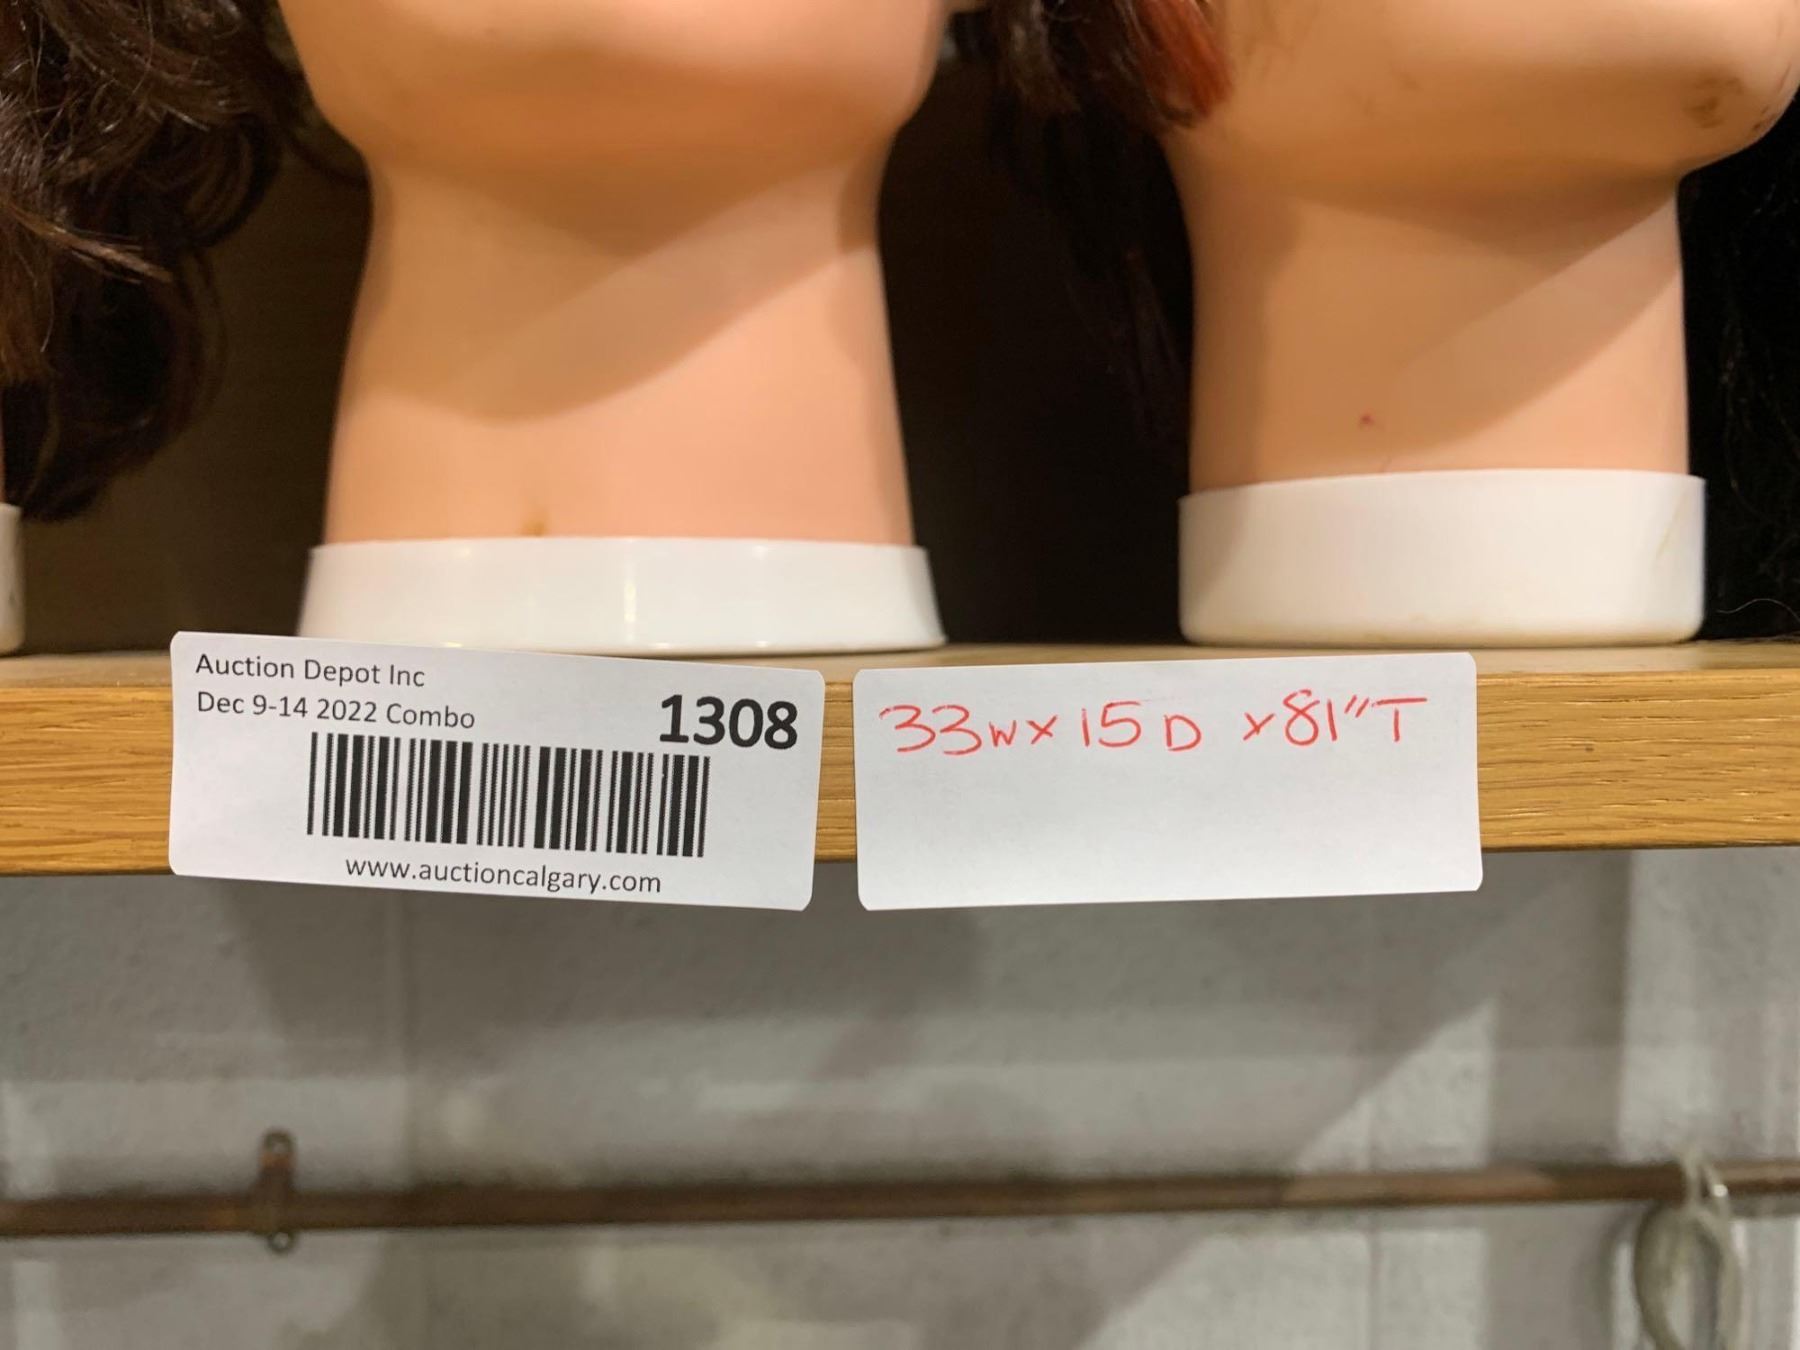 Auction Depot Inc
Dec 9-14 2022 Combo
1308
www.auctioncalgary.com
33W x 15 D x 81" T